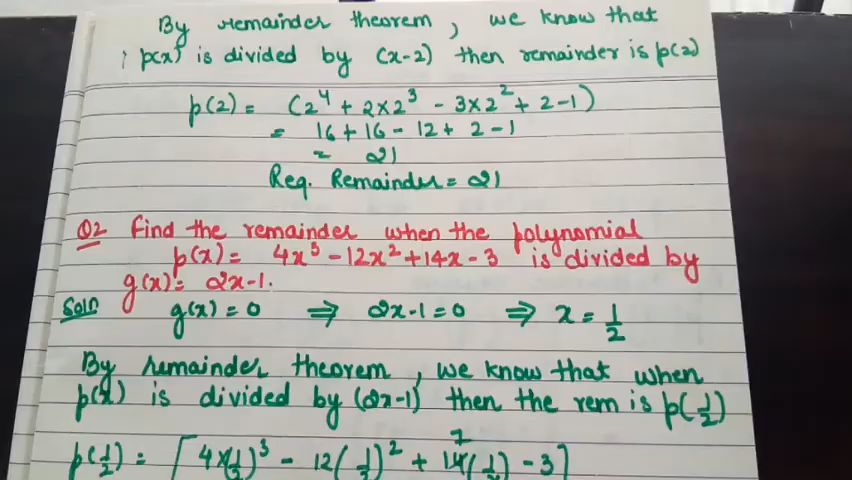 By remainder theorem, we know that
p(x) is divided by (x-2) then remainder is p(2)
p(2) = (2⁴ + 2×2³ - 3×2² + 2-1)
= 16 + 16 - 12 + 2 - 1
= 21
Req. Remainder = 21
Q2 Find the remainder when the polynomial
p(x) = 4x³ - 12x² + 14x - 3 is divided by
g(x) = 2x-1.
Soln g(x) = 0 ⇒ 2x-1=0 ⇒ x = 1/2
By remainder theorem, we know that when
p(x) is divided by (2x-1) then the rem is p(1/2)
p(1/2) = [4×(1/2)³ - 12(1/2)² + 14(1/2) - 3]